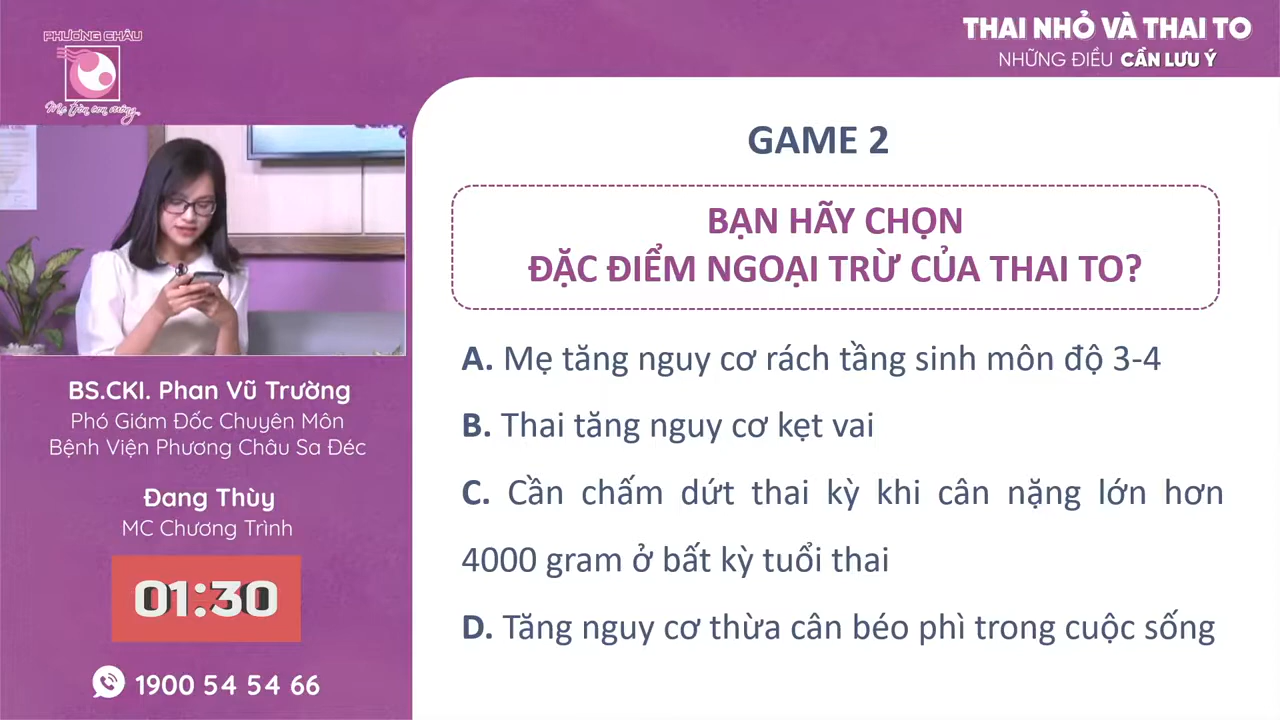 PHƯƠNG CHÂU
Mẹ tròn con vuông
THAI NHỎ VÀ THAI TO
NHỮNG ĐIỀU CẦN LƯU Ý
BS.CKI. Phan Vũ Trường
Phó Giám Đốc Chuyên Môn
Bệnh Viện Phương Châu Sa Đéc
Đang Thùy
MC Chương Trình
01:30
1900 54 54 66
GAME 2
BẠN HÃY CHỌN
ĐẶC ĐIỂM NGOẠI TRỪ CỦA THAI TO?
A. Mẹ tăng nguy cơ rách tầng sinh môn độ 3-4
B. Thai tăng nguy cơ kẹt vai
C. Cần chấm dứt thai kỳ khi cân nặng lớn hơn
4000 gram ở bất kỳ tuổi thai
D. Tăng nguy cơ thừa cân béo phì trong cuộc sống